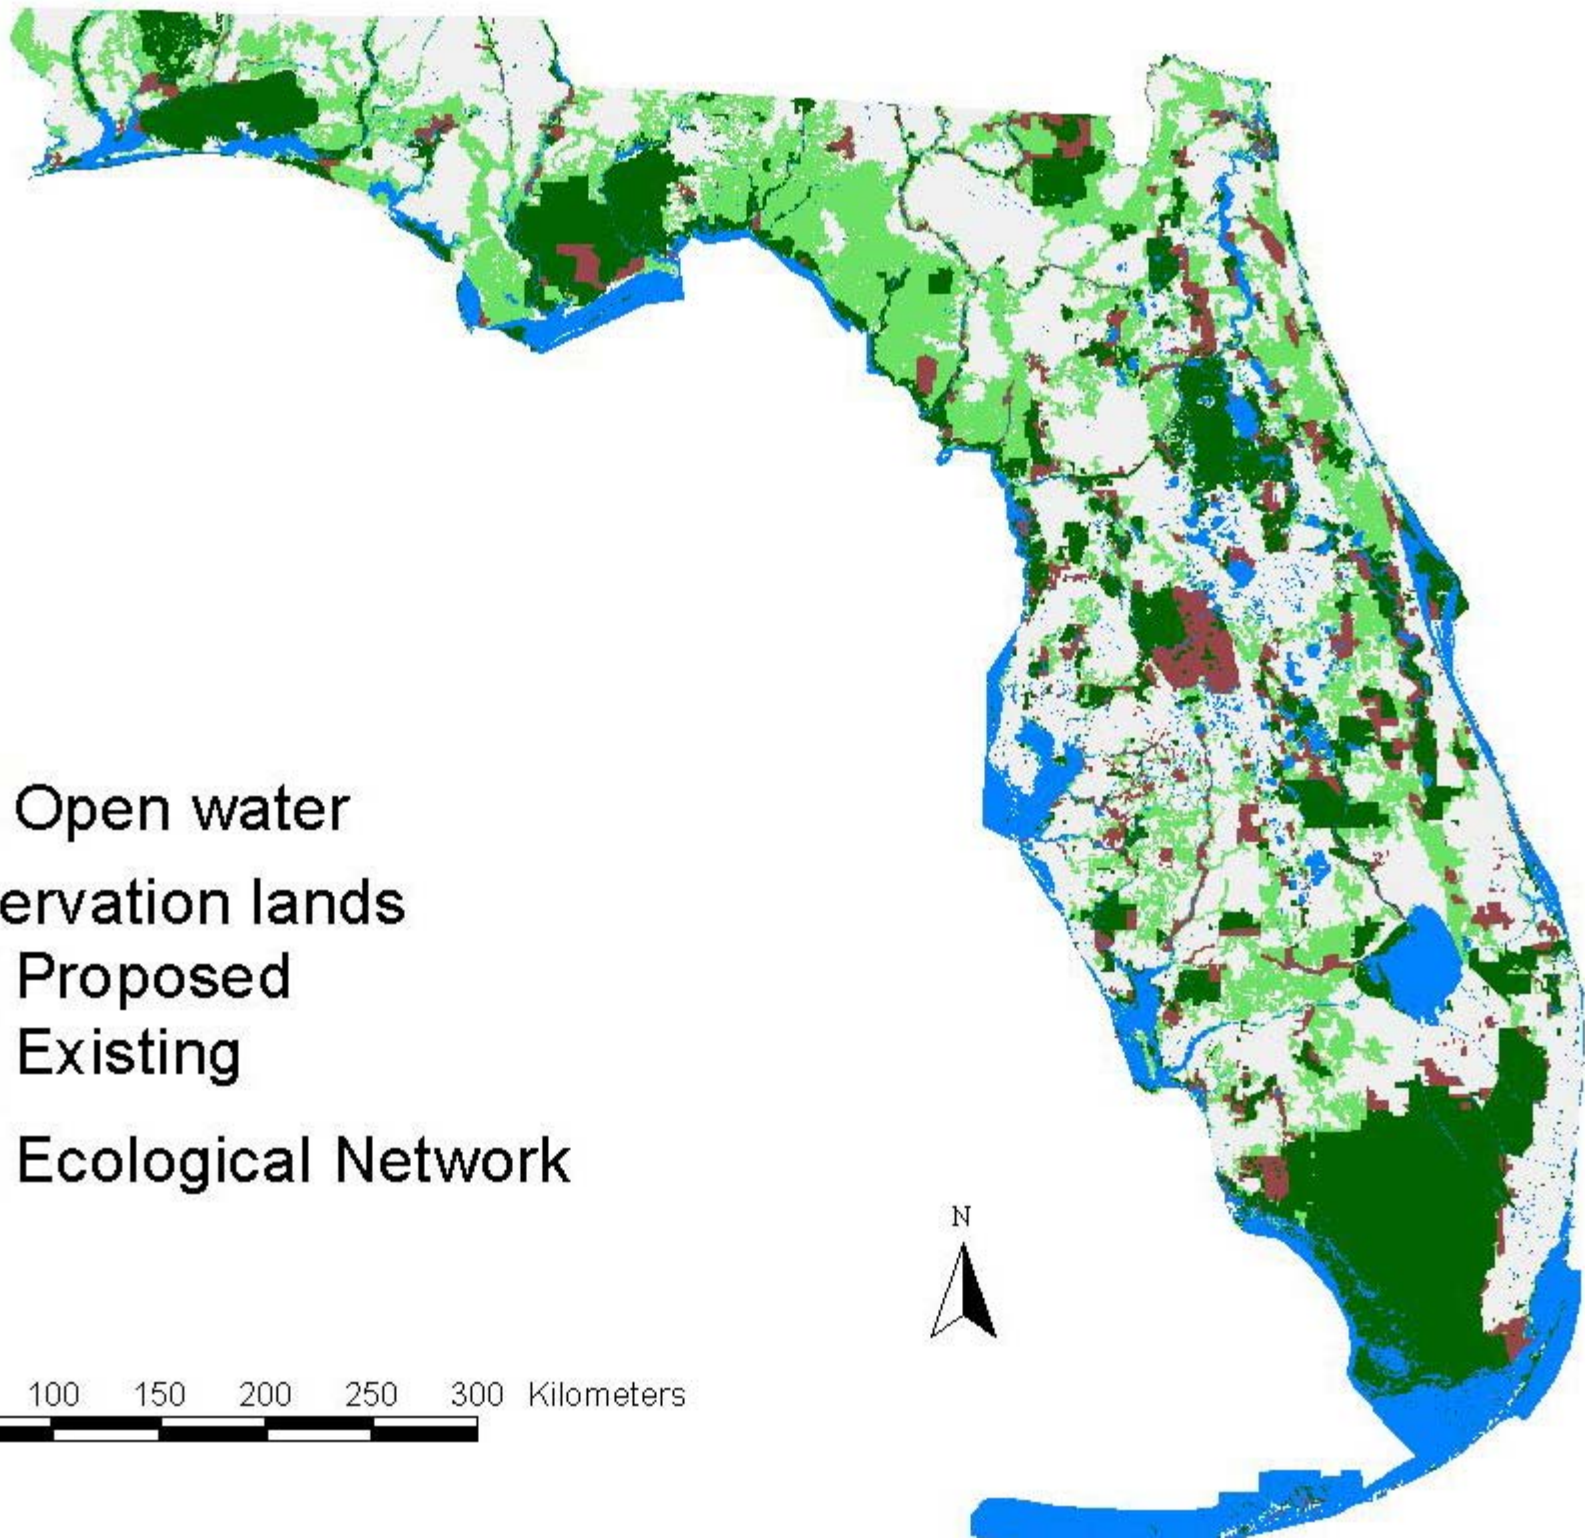 Open water
ervation lands
Proposed
Existing
Ecological Network
N
100 150 200 250 300 Kilometers